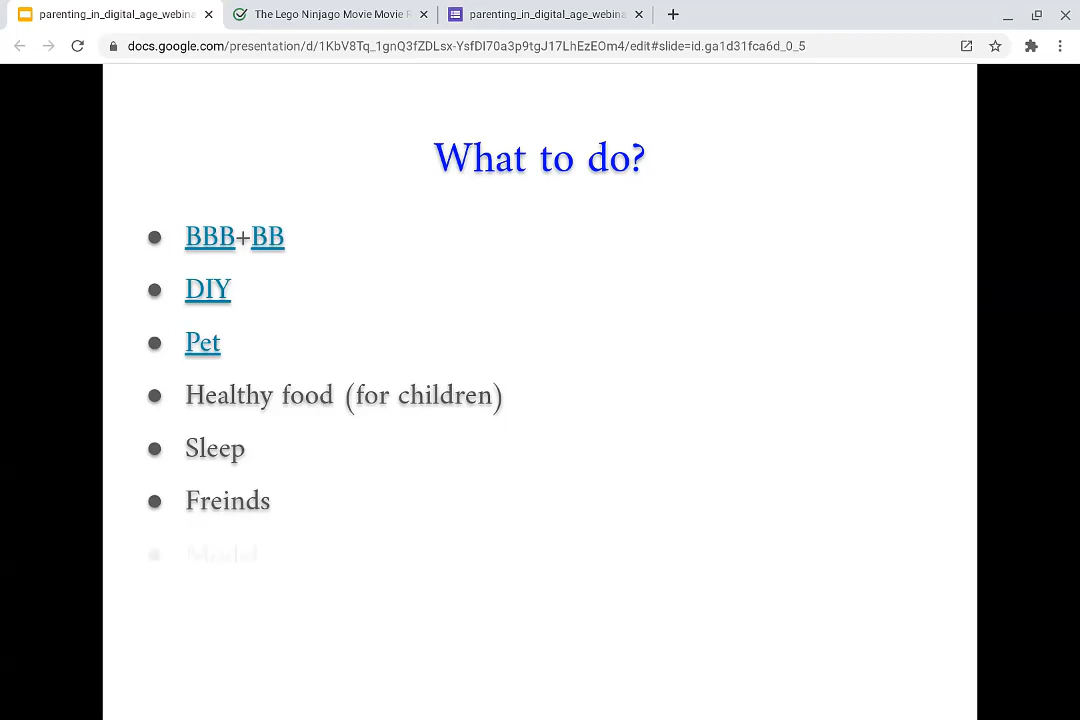 parenting_in_digital_age_webina
The Lego Ninjago Movie Movie R
parenting_in_digital_age_webina
docs.google.com/presentation/d/1KbV8Tq_1gnQ3fZDLsx-YsfDI70a3p9tgJ17LhEzEOm4/edit#slide=id.ga1d31fca6d_0_5
What to do?
BBB+BB
DIY
Pet
Healthy food (for children)
Sleep
Freinds